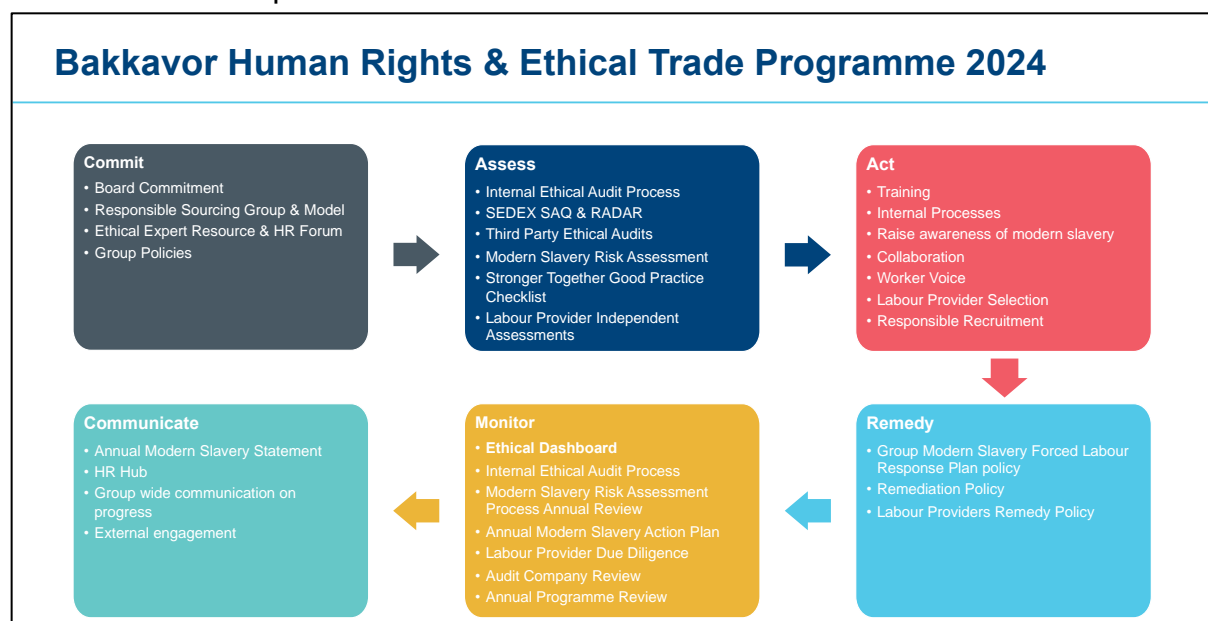 Bakkavor Human Rights & Ethical Trade Programme 2024
Commit
• Board Commitment
• Responsible Sourcing Group & Model
• Ethical Expert Resource & HR Forum
• Group Policies
Assess
• Internal Ethical Audit Process
• SEDEX SAQ & RADAR
• Third Party Ethical Audits
• Modern Slavery Risk Assessment
• Stronger Together Good Practice
Checklist
• Labour Provider Independent
Assessments
Act
• Training
• Internal Processes
• Raise awareness of modern slavery
• Collaboration
• Worker Voice
• Labour Provider Selection
• Responsible Recruitment
Remedy
• Group Modern Slavery Forced Labour
Response Plan policy
• Remediation Policy
• Labour Providers Remedy Policy
Monitor
• Ethical Dashboard
• Internal Ethical Audit Process
• Modern Slavery Risk Assessment
Process Annual Review
• Annual Modern Slavery Action Plan
• Labour Provider Due Diligence
• Audit Company Review
• Annual Programme Review
Communicate
• Annual Modern Slavery Statement
• HR Hub
• Group wide communication on
progress
• External engagement